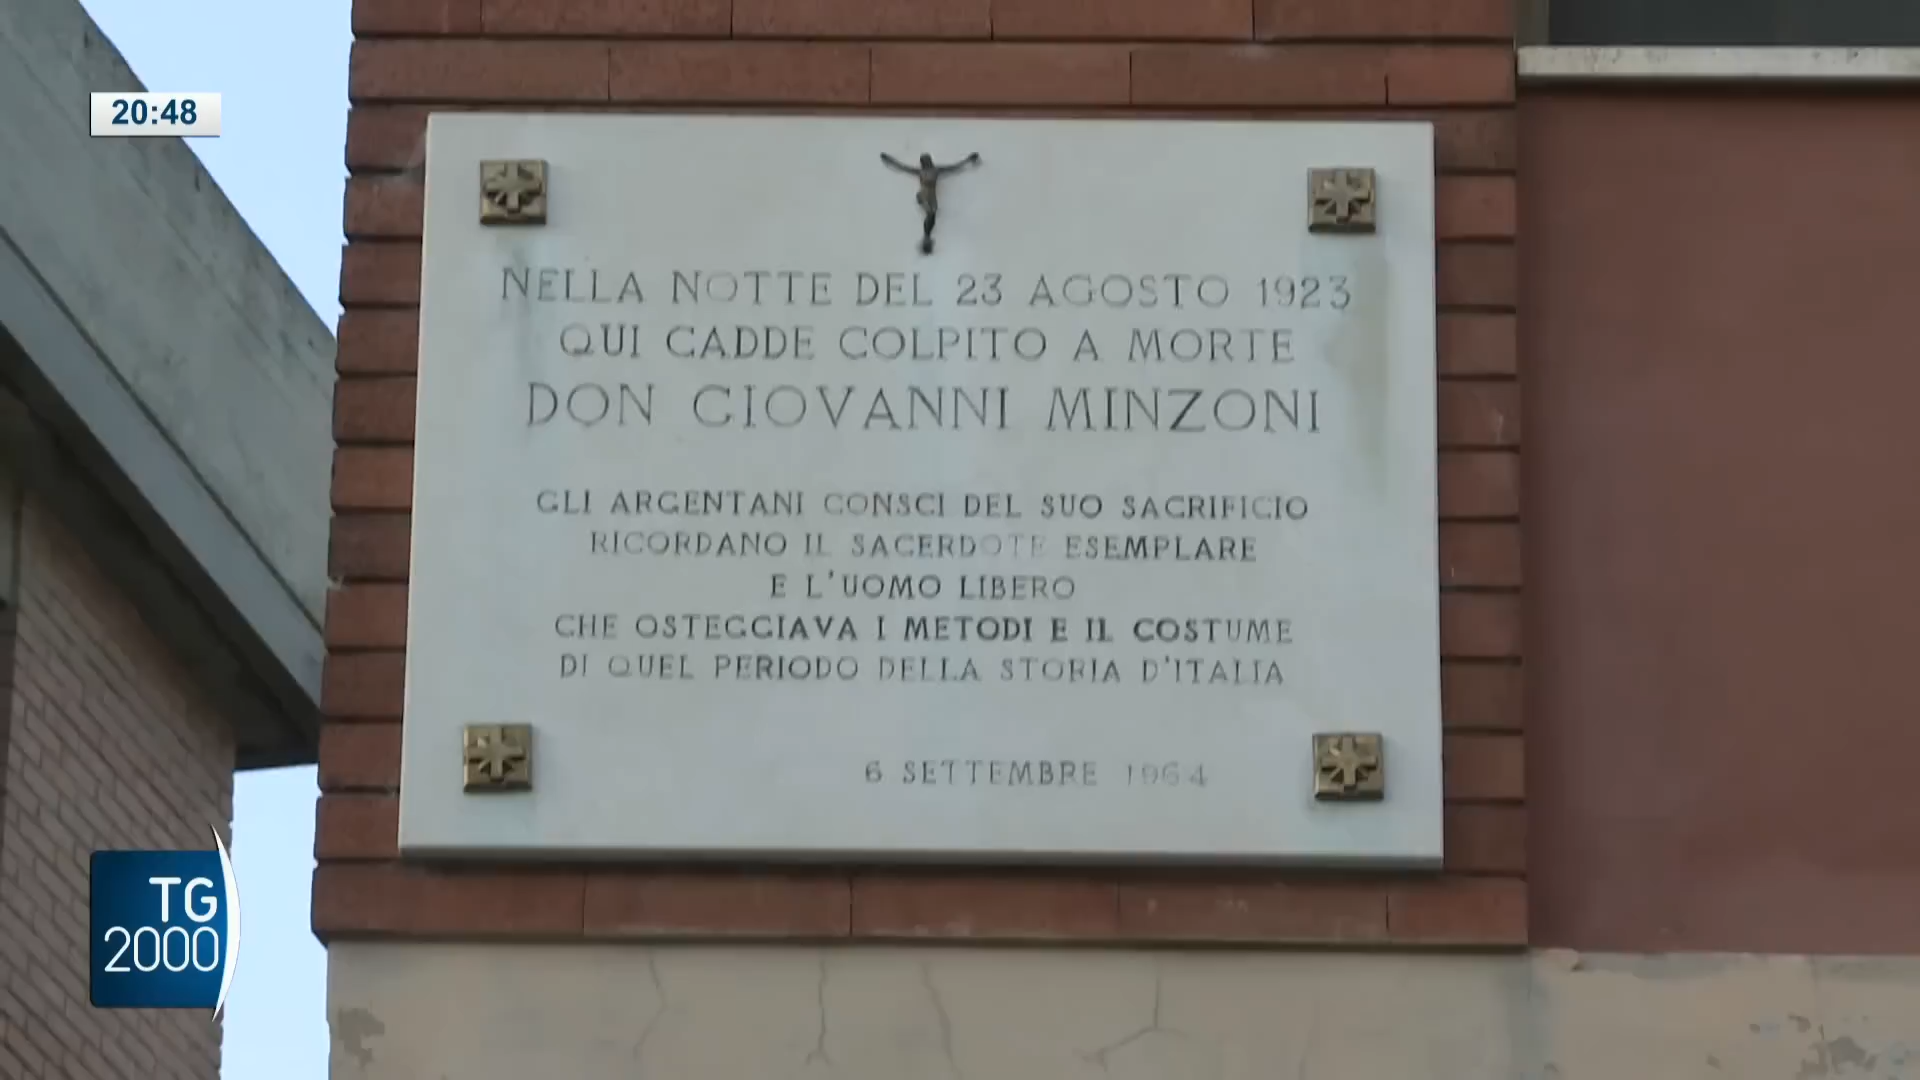 20:48
NELLA NOTTE DEL 23 AGOSTO 1923
QUI CADDE COLPITO A MORTE
DON GIOVANNI MINZONI
GLI ARGENTANI CONSCI DEL SUO SACRIFICIO
RICORDANO IL SACERDOTE ESEMPLARE
E L'UOMO LIBERO
CHE OSTEGGIAVA I METODI E IL COSTUME
DI QUEL PERIODO DELLA STORIA D'ITALIA
6 SETTEMBRE 1964
TG
2000